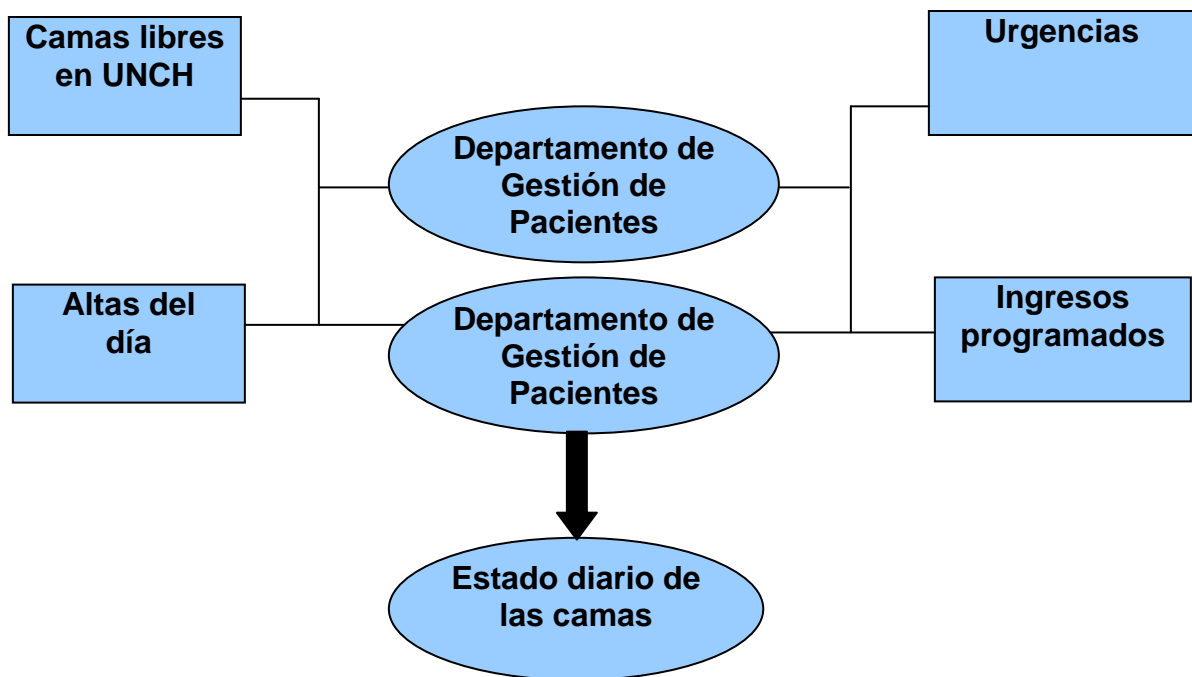 Camas libres
en UNCH
Urgencias
Departamento de
Gestión de
Pacientes
Altas del
día
Departamento de
Gestión de
Pacientes
Ingresos
programados
Estado diario de
las camas